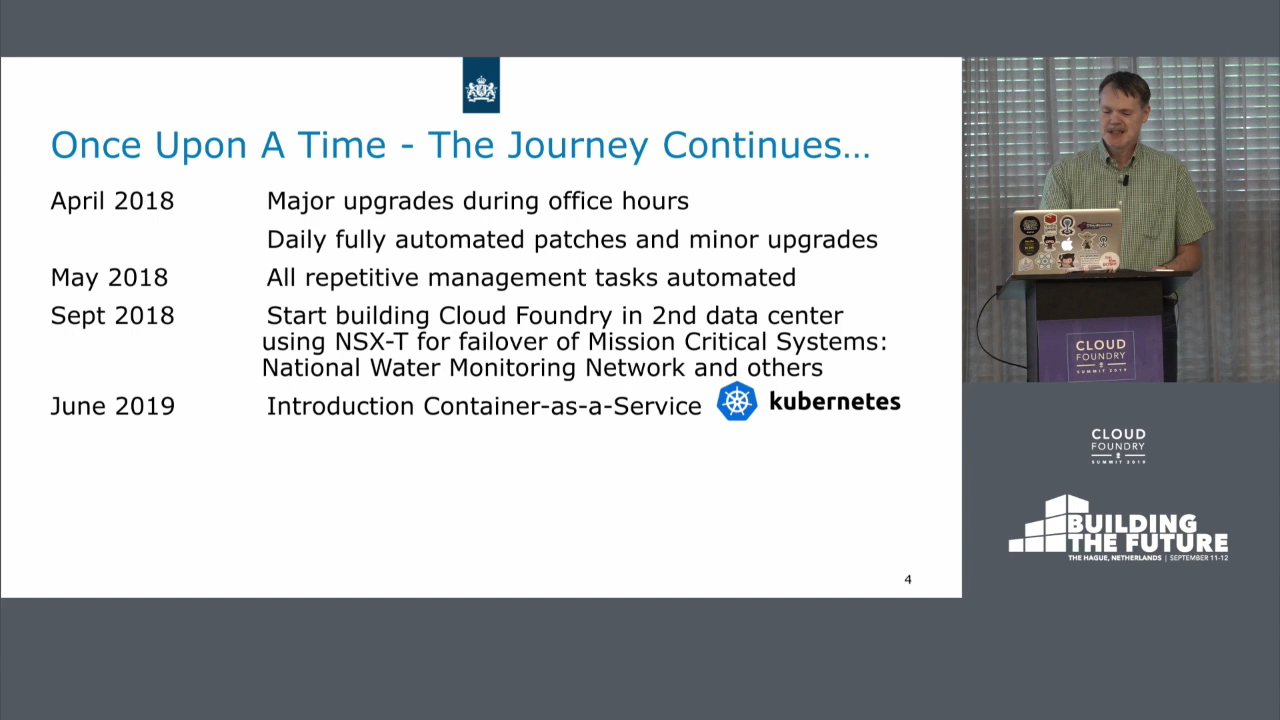 Once Upon A Time - The Journey Continues...
April 2018 Major upgrades during office hours
Daily fully automated patches and minor upgrades
May 2018 All repetitive management tasks automated
Sept 2018 Start building Cloud Foundry in 2nd data center
using NSX-T for failover of Mission Critical Systems:
National Water Monitoring Network and others
June 2019 Introduction Container-as-a-Service kubernetes
4
CLOUD
FOUNDRY
SUMMIT 2019
CLOUD
FOUNDRY
SUMMIT 2019
BUILDING
THE FUTURE
THE HAGUE, NETHERLANDS | SEPTEMBER 11-12